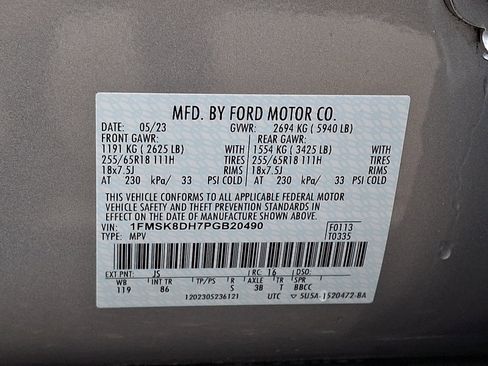 MFD. BY FORD MOTOR CO.
DATE: 05/23 GVWR: 2694 KG ( 5940 LB)
FRONT GAWR: REAR GAWR:
1191 KG ( 2625 LB) WITH 1554 KG ( 3425 LB) WITH
255/65R18 111H TIRES 255/65R18 111H TIRES
18x7.5J RIMS 18x7.5J RIMS
AT 230 kPa/ 33 PSI COLD AT 230 kPa/ 33 PSI COLD
THIS VEHICLE CONFORMS TO ALL APPLICABLE FEDERAL MOTOR
VEHICLE SAFETY AND THEFT PREVENTION STANDARDS IN
EFFECT ON THE DATE OF MANUFACTURE SHOWN ABOVE.
VIN: 1FMSK8DH7PGB20490 F0113
TYPE: MPV T0335
EXT PNT: JS RC: 16 DSO:
WB INT TR TP/PS R AXLE TR SPR
119 86 S 3B T BBCC
1202305236121 UTC 5U5A-1520472-BA